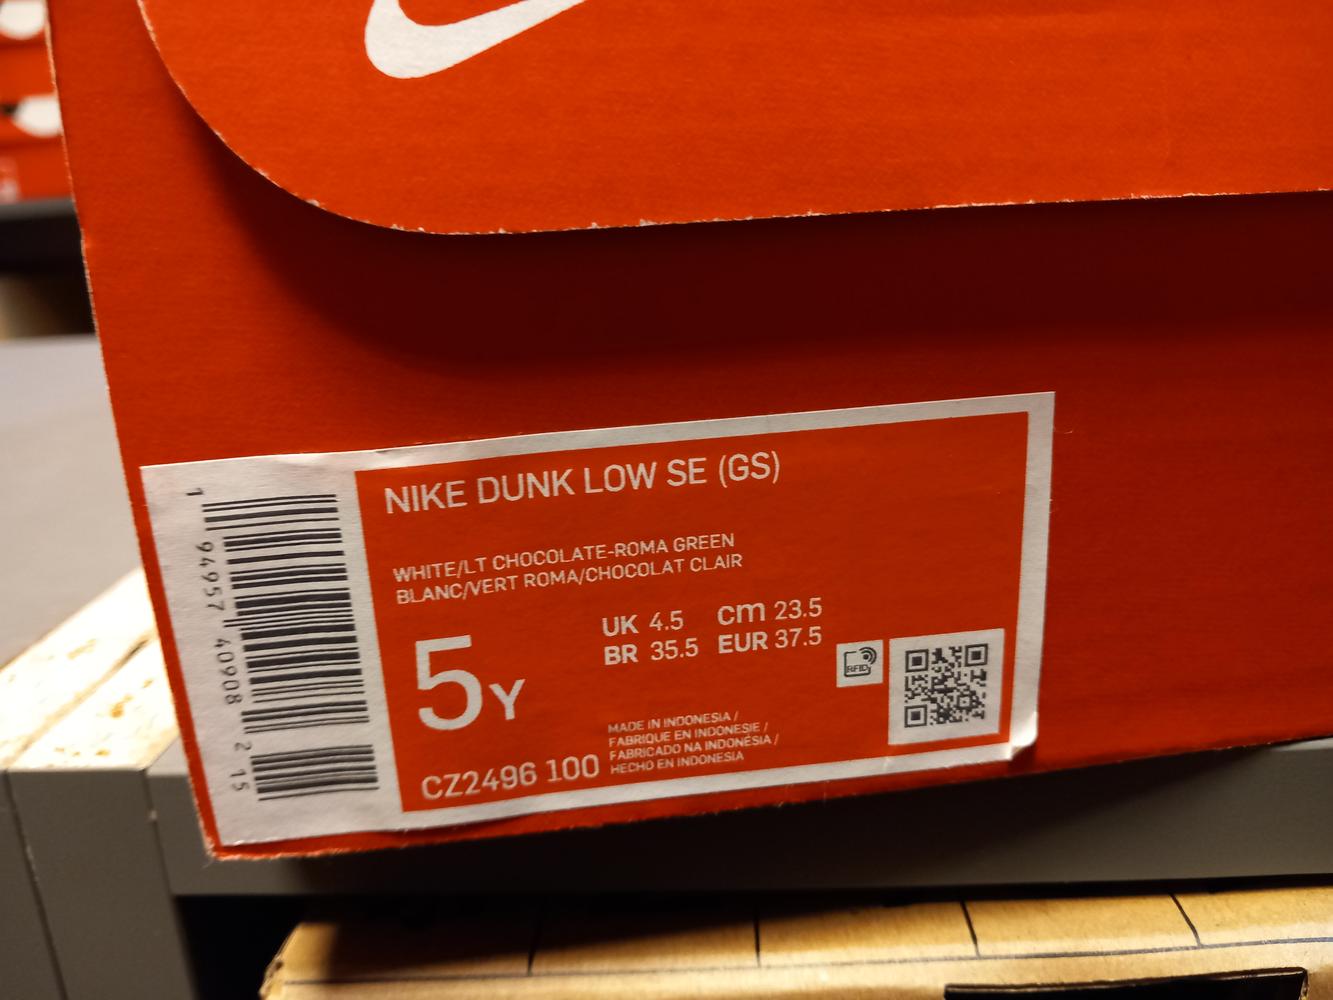 NIKE DUNK LOW SE (GS)
WHITE/LT CHOCOLATE-ROMA GREEN
BLANC/VERT ROMA/CHOCOLAT CLAIR
UK 4.5 cm 23.5
BR 35.5 EUR 37.5
5Y
RFID
MADE IN INDONESIA /
FABRIQUE EN INDONESIE /
FABRICADO NA INDONÉSIA /
HECHO EN INDONESIA
CZ2496 100
1 94957 40908 2 15